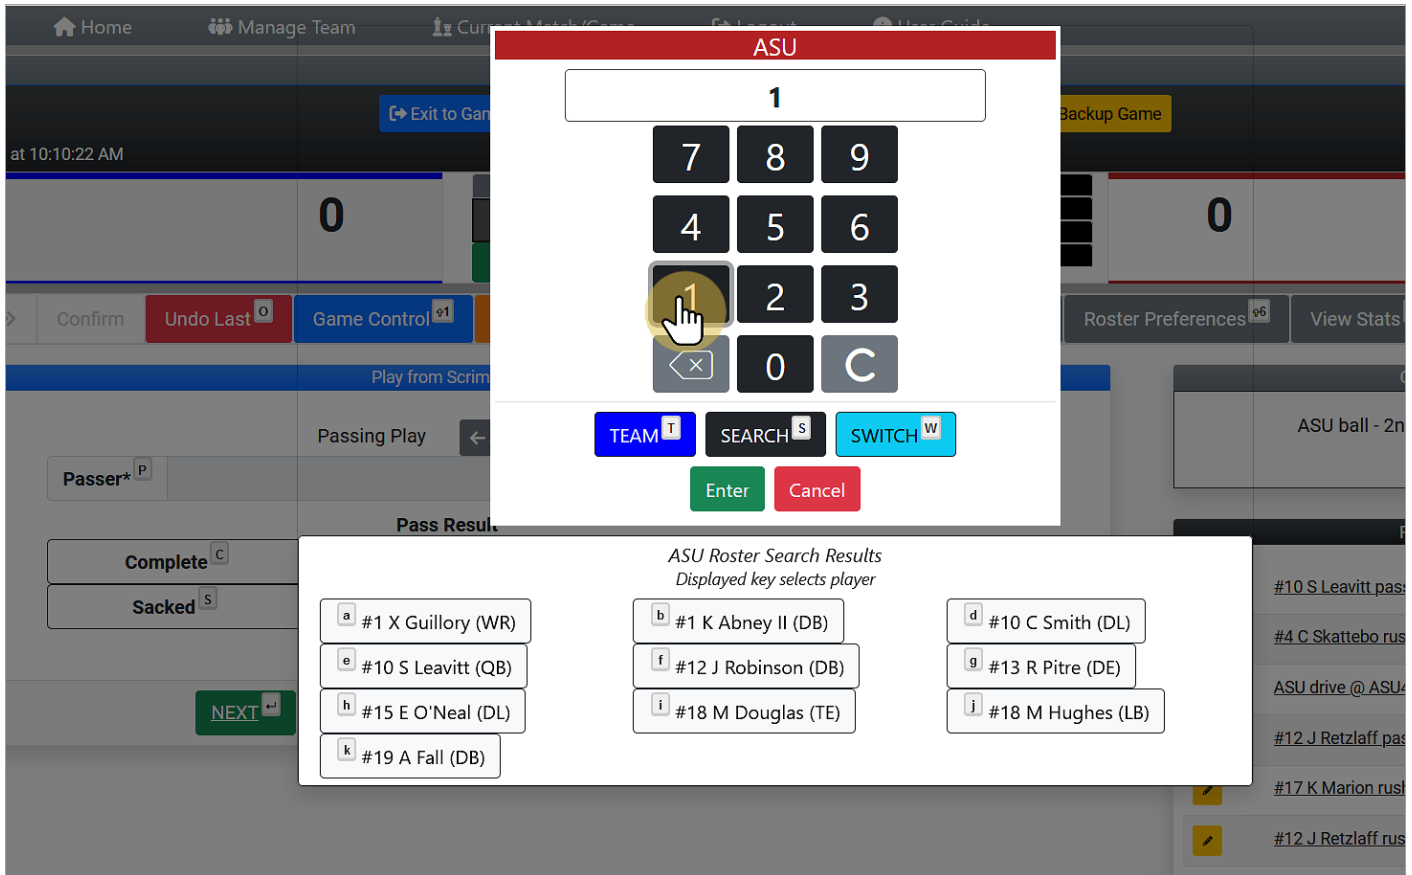 Home
Manage Team
ASU
1
Exit to Gam
Backup Game
at 10:10:22 AM
7 8 9
0
0
4 5 6
1 2 3
Confirm
Undo Last O
Game Control ⇧1
Roster Preferences ⇧6
View Stats
C
0
Play from Scrim
TEAM T
SEARCH S
SWITCH W
Passing Play
ASU ball - 2n
Passer* P
Enter
Cancel
Pass Result
Complete C
Sacked S
NEXT ↵
ASU Roster Search Results
Displayed key selects player
a #1 X Guillory (WR)
b #1 K Abney II (DB)
d #10 C Smith (DL)
e #10 S Leavitt (QB)
f #12 J Robinson (DB)
g #13 R Pitre (DE)
h #15 E O'Neal (DL)
i #18 M Douglas (TE)
j #18 M Hughes (LB)
k #19 A Fall (DB)
#10 S Leavitt pass
#4 C Skattebo rus
ASU drive @ ASU4
#12 J Retzlaff pas
#17 K Marion rush
#12 J Retzlaff rus